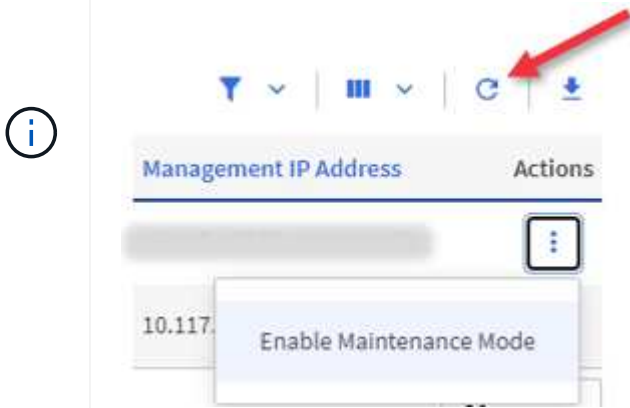 Management IP Address Actions
10.117.
Enable Maintenance Mode